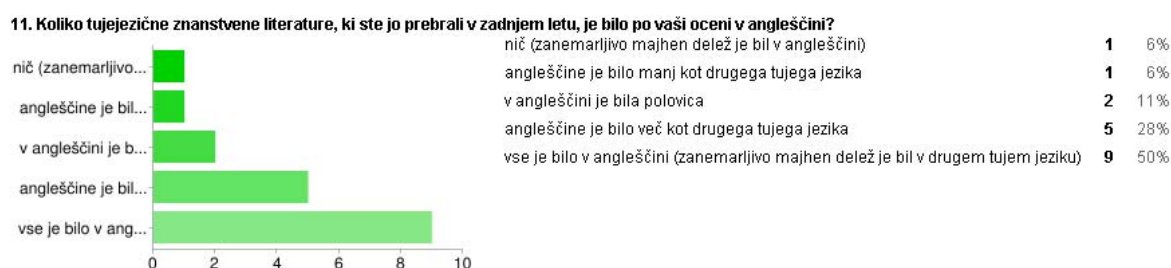 11. Koliko tujejezične znanstvene literature, ki ste jo prebrali v zadnjem letu, je bilo po vaši oceni v angleščini?
nič (zanemarljivo...
angleščine je bil...
v angleščini je b...
angleščine je bil...
vse je bilo v ang...
0 2 4 6 8 10
nič (zanemarljivo majhen delež je bil v angleščini) 1 6%
angleščine je bilo manj kot drugega tujega jezika 1 6%
v angleščini je bila polovica 2 11%
angleščine je bilo več kot drugega tujega jezika 5 28%
vse je bilo v angleščini (zanemarljivo majhen delež je bil v drugem tujem jeziku) 9 50%